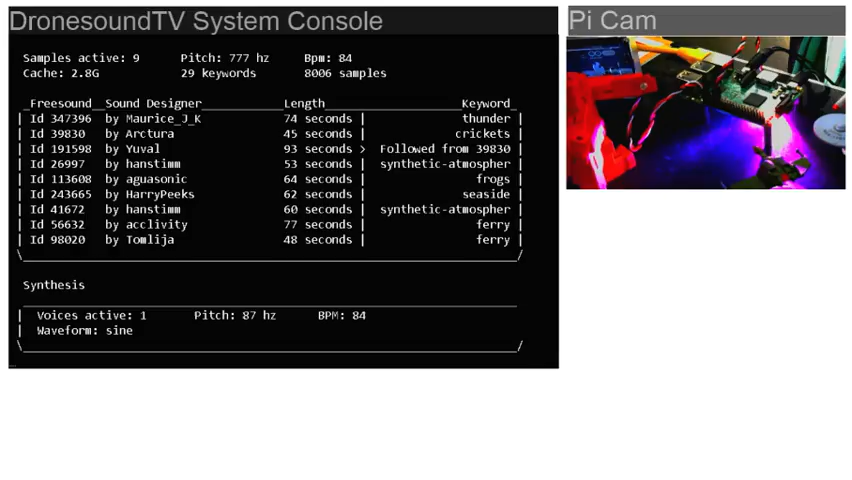 DronesoundTV System Console
Pi Cam
Samples active: 9 Pitch: 777 hz Bpm: 84
Cache: 2.8G 29 keywords 8006 samples
_Freesound__Sound Designer____________Length____________________Keyword_
| Id 347396 by Maurice_J_K 74 seconds | thunder |
| Id 39830 by Arctura 45 seconds | crickets |
| Id 191598 by Yuval 93 seconds > Followed from 39830 |
| Id 26997 by hanstimm 53 seconds | synthetic-atmospher |
| Id 113608 by aguasonic 64 seconds | frogs |
| Id 243665 by HarryPeeks 62 seconds | seaside |
| Id 41672 by hanstimm 60 seconds | synthetic-atmospher |
| Id 56632 by acclivity 77 seconds | ferry |
| Id 98020 by Tomlija 48 seconds | ferry |
Synthesis
| Voices active: 1 Pitch: 87 hz BPM: 84
| Waveform: sine